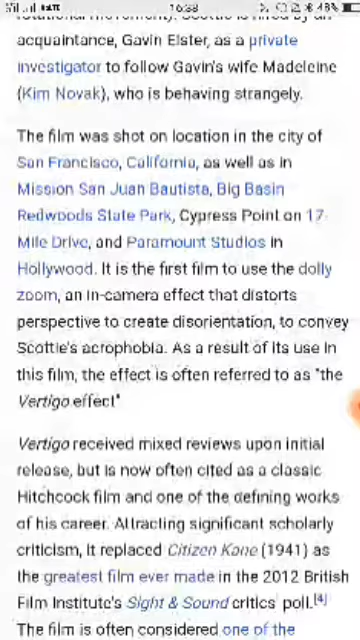 16:38
48%
acquaintance, Gavin Elster, as a private
investigator to follow Gavin's wife Madeleine
(Kim Novak), who is behaving strangely.
The film was shot on location in the city of
San Francisco, California, as well as in
Mission San Juan Bautista, Big Basin
Redwoods State Park, Cypress Point on 17-
Mile Drive, and Paramount Studios in
Hollywood. It is the first film to use the dolly
zoom, an in-camera effect that distorts
perspective to create disorientation, to convey
Scottie's acrophobia. As a result of its use in
this film, the effect is often referred to as "the
Vertigo effect"
Vertigo received mixed reviews upon initial
release, but is now often cited as a classic
Hitchcock film and one of the defining works
of his career. Attracting significant scholarly
criticism, it replaced Citizen Kane (1941) as
the greatest film ever made in the 2012 British
Film Institute's Sight & Sound critics' poll.[4]
The film is often considered one of the